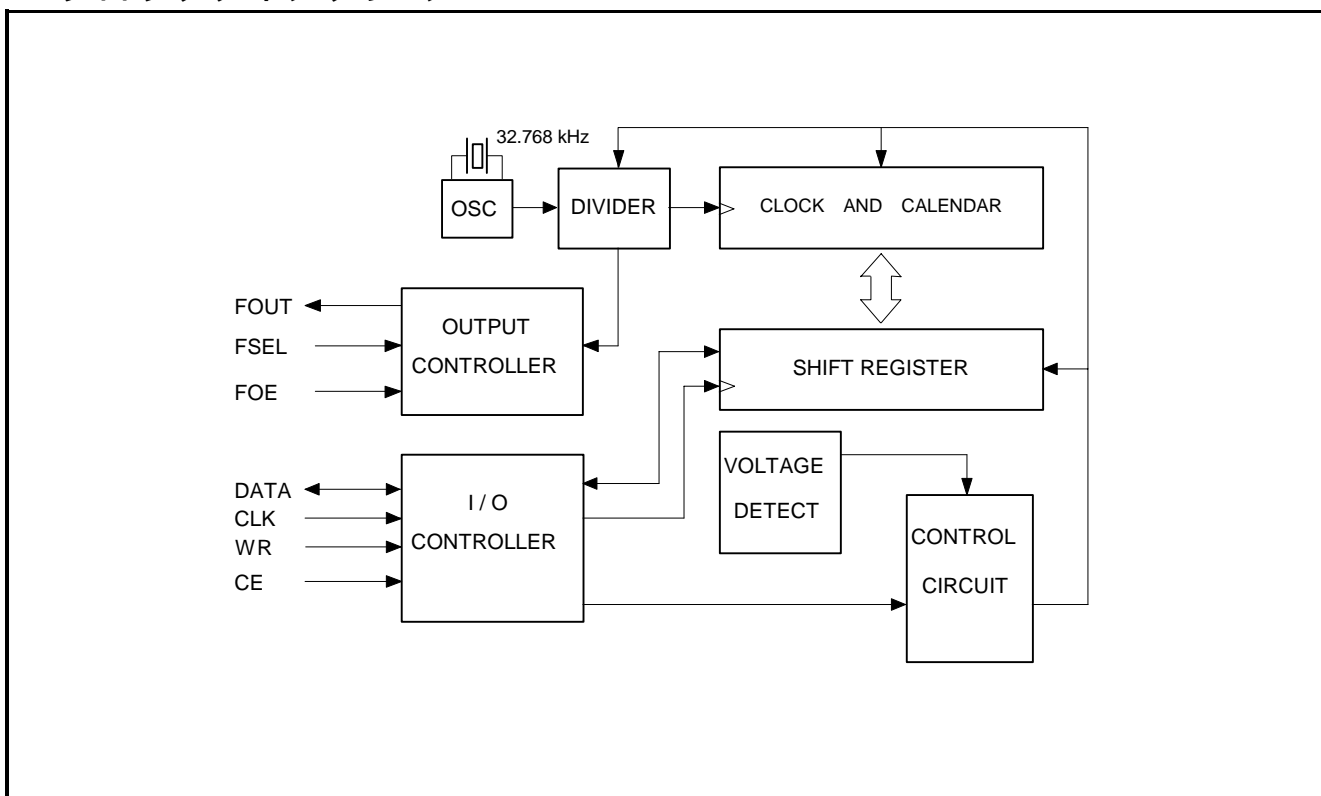 32.768 kHz
OSC
DIVIDER
CLOCK AND CALENDAR
FOUT
FSEL
FOE
OUTPUT
CONTROLLER
SHIFT REGISTER
DATA
CLK
WR
CE
I / O
CONTROLLER
VOLTAGE
DETECT
CONTROL
CIRCUIT